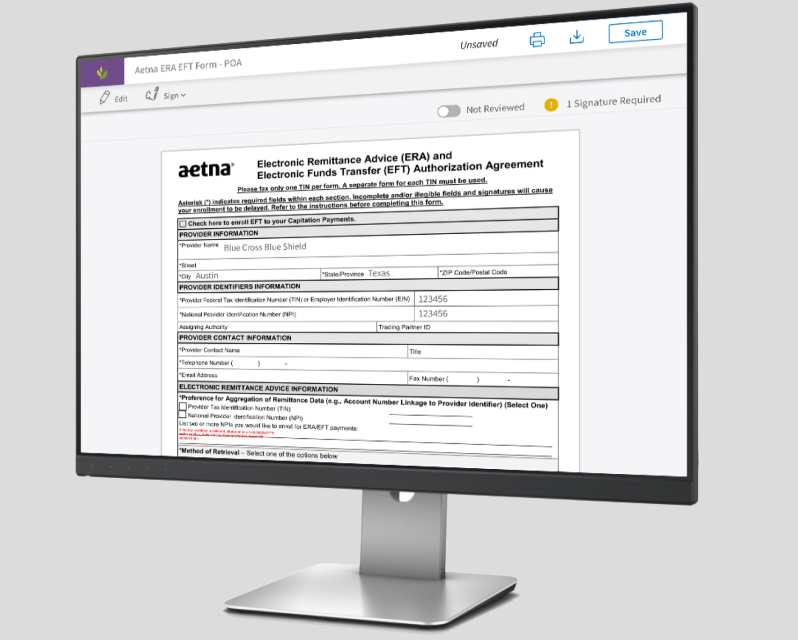 Aetna ERA EFT Form - POA
Unsaved
Save
Edit
Sign
Not Reviewed
1 Signature Required
aetna
Electronic Remittance Advice (ERA) and
Electronic Funds Transfer (EFT) Authorization Agreement
Please fax only one TIN per form. A separate form for each TIN must be used.
Asterisk (*) indicates required fields within each section. Incomplete and/or illegible fields and signatures will cause
your enrollment to be delayed. Refer to the instructions before completing this form.
Check here to enroll EFT to your Capitation Payments.
PROVIDER INFORMATION
*Provider Name Blue Cross Blue Shield
*Street
*City Austin *State/Province Texas *ZIP Code/Postal Code
PROVIDER IDENTIFIERS INFORMATION
*Provider Federal Tax Identification Number (TIN) or Employer Identification Number (EIN) 123456
*National Provider Identification Number (NPI) 123456
Assigning Authority Trading Partner ID
PROVIDER CONTACT INFORMATION
*Provider Contact Name Title
*Telephone Number ( ) -
*Email Address Fax Number ( ) -
ELECTRONIC REMITTANCE ADVICE INFORMATION
*Preference for Aggregation of Remittance Data (e.g., Account Number Linkage to Provider Identifier) (Select One)
Provider Tax Identification Number (TIN)
National Provider Identification Number (NPI)
List two or more NPIs you would like to enroll for ERA/EFT payments:
*Method of Retrieval – Select one of the options below